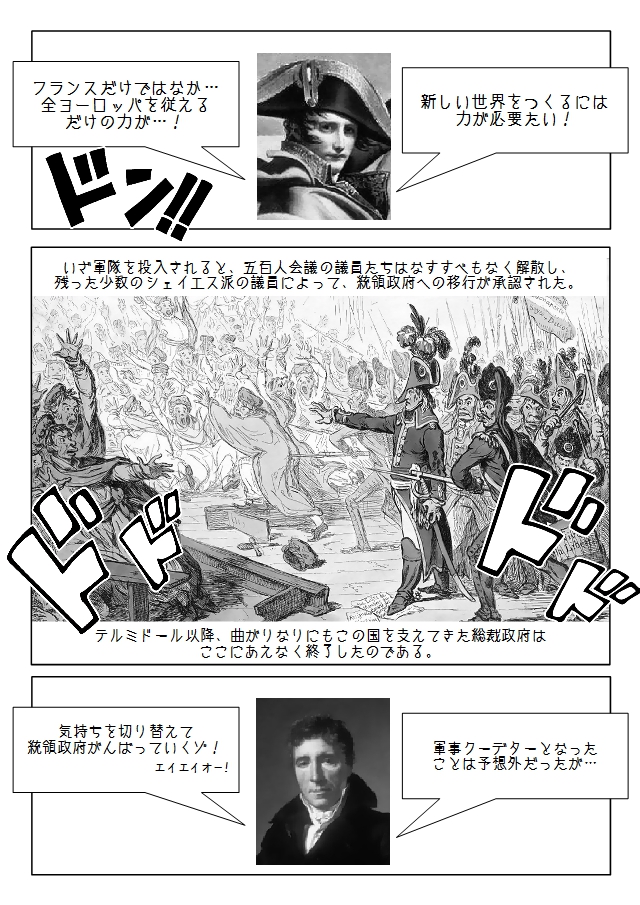 新しい世界をつくるには
力が必要たい！
フランスだけではなか…
全ヨーロッパを従える
だけの力が…！
ドン!!
いざ軍隊を投入されると、五百人会議の議員たちはなすすべもなく解散し、
残った少数のシェイエス派の議員によって、統領政府への移行が承認された。
ドド
ドド
テルミドール以降、曲がりなりにもこの国を支えてきた総裁政府は
ここにあえなく終了したのである。
軍事クーデターとなった
ことは予想外だったが…
気持ちを切り替えて
統領政府がんばっていくゾ！
エイエイオー!